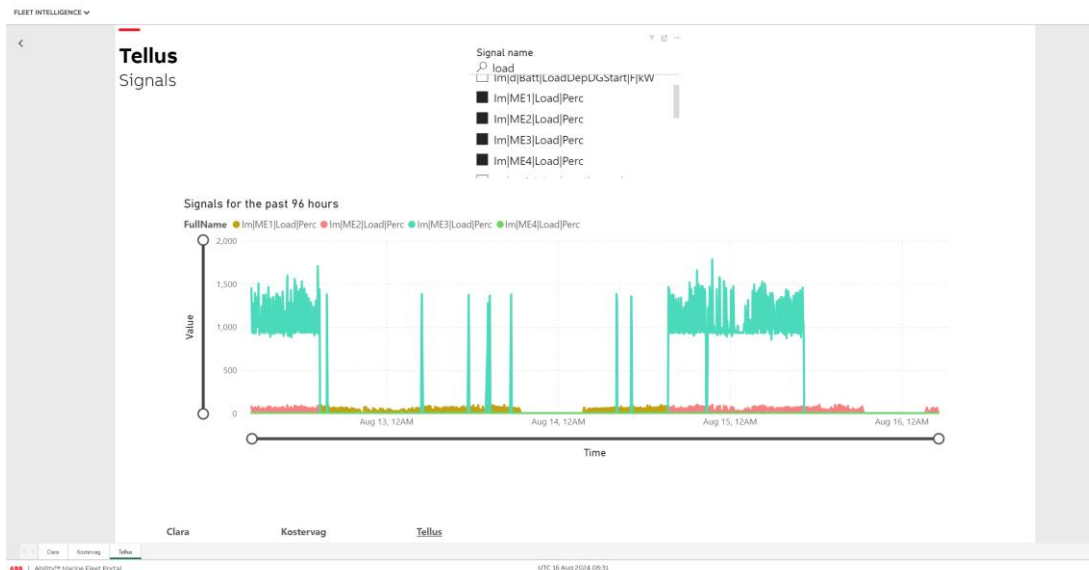 FLEET INTELLIGENCE
Tellus
Signals
Signal name
load
Im|d|Batt|LoadDepDGStart|F|kW
Im|ME1|Load|Perc
Im|ME2|Load|Perc
Im|ME3|Load|Perc
Im|ME4|Load|Perc
Signals for the past 96 hours
FullName Im|ME1|Load|Perc Im|ME2|Load|Perc Im|ME3|Load|Perc Im|ME4|Load|Perc
2,000
1,500
1,000
500
0
Value
Aug 13, 12AM Aug 14, 12AM Aug 15, 12AM Aug 16, 12AM
Time
Clara Kostervag Tellus
Clara Kostervag Tellus
ABB | Ability™ Marine Fleet Portal UTC 16 Aug 2024 08:31